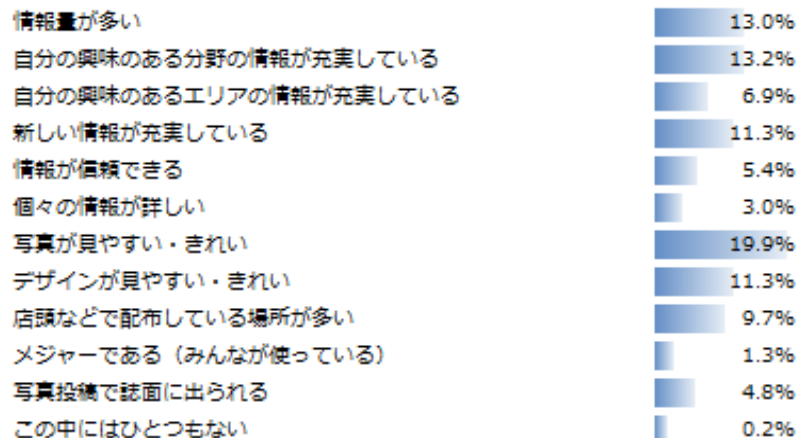 情報量が多い 13.0%
自分の興味のある分野の情報が充実している 13.2%
自分の興味のあるエリアの情報が充実している 6.9%
新しい情報が充実している 11.3%
情報が信頼できる 5.4%
個々の情報が詳しい 3.0%
写真が見やすい・きれい 19.9%
デザインが見やすい・きれい 11.3%
店頭などで配布している場所が多い 9.7%
メジャーである（みんなが使っている） 1.3%
写真投稿で誌面に出られる 4.8%
この中にはひとつもない 0.2%